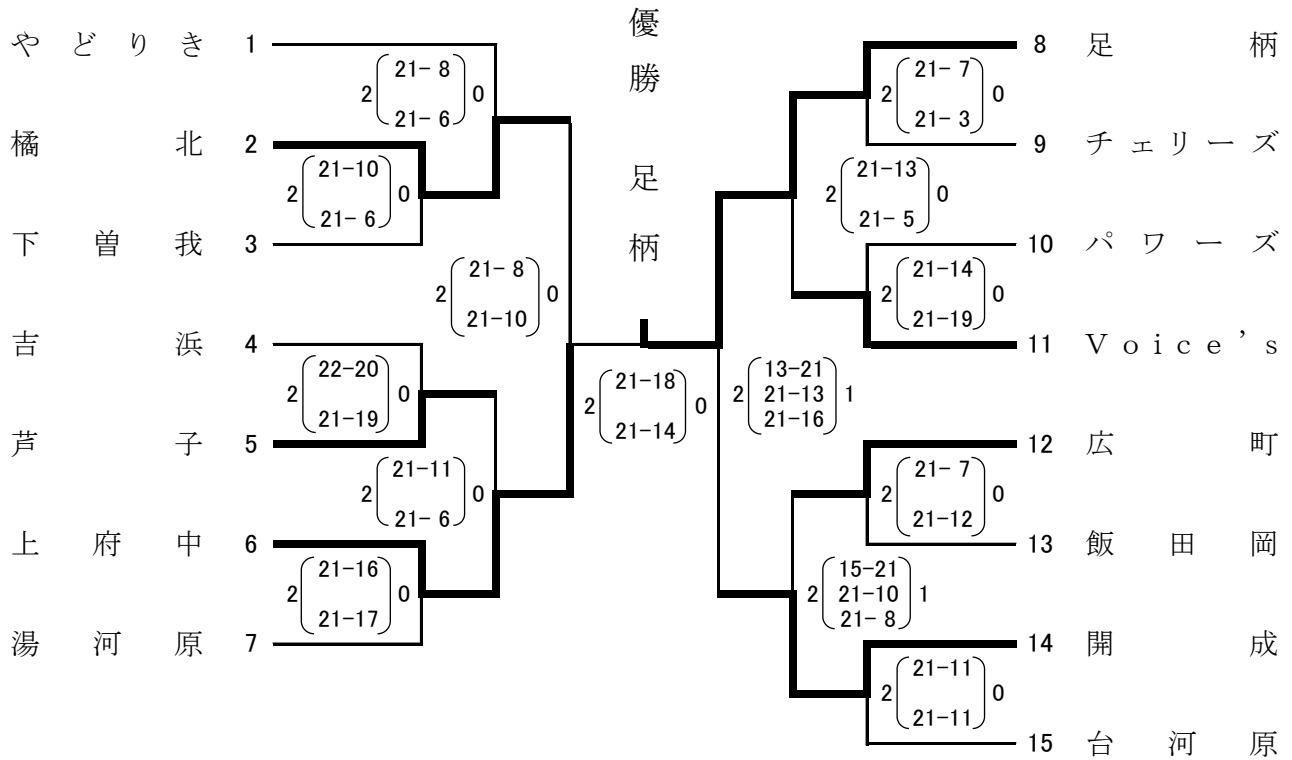 優勝 足柄
やどりき 1
2 21- 8 0
21- 6
橘北 2
2 21-10 0
21- 6
下曽我 3
2 21- 8 0
21-10
吉浜 4
2 22-20 0
21-19
芦子 5
2 21-11 0
21- 6
上府中 6
2 21-16 0
21-17
湯河原 7
2 21-18 0
21-14
8 足柄
2 21- 7 0
21- 3
9 チェリーズ
2 21-13 0
21- 5
10 パワーズ
2 21-14 0
21-19
11 Voice's
2 13-21 1
21-13
21-16
12 広町
2 21- 7 0
21-12
13 飯田岡
2 15-21 1
21-10
21- 8
14 開成
2 21-11 0
21-11
15 台河原